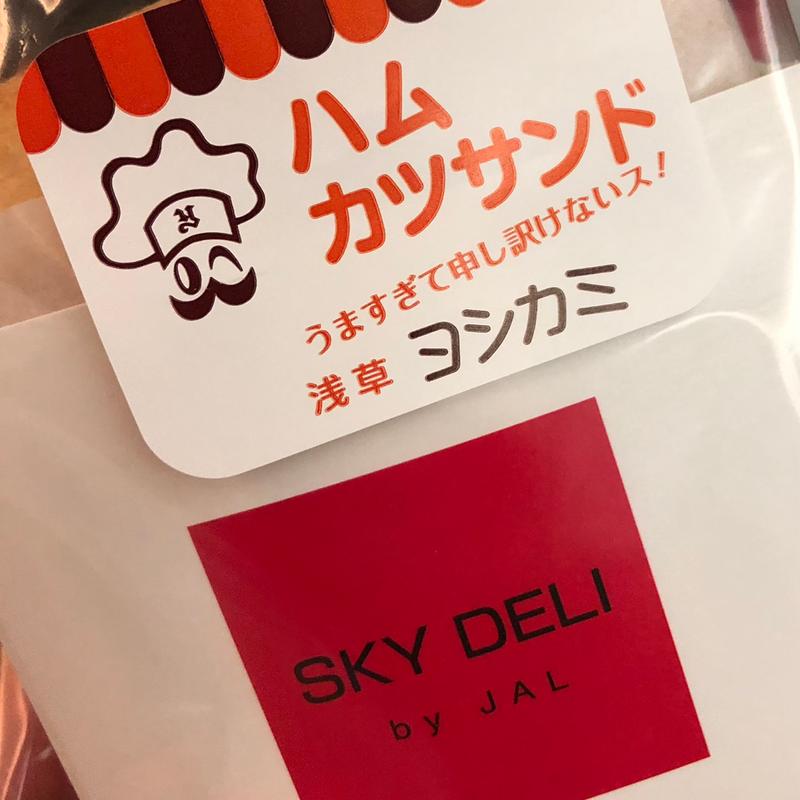 ハム
カツサンド
うますぎて申し訳けないス!
浅草 ヨシカミ
SKY DELI
by JAL